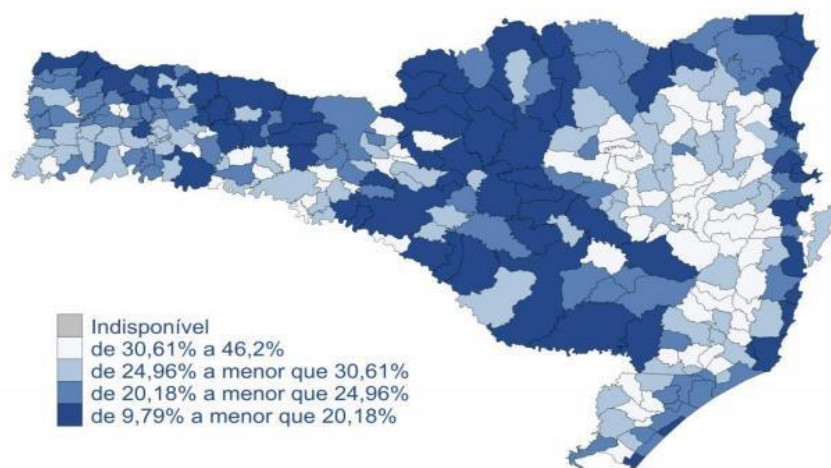 Indisponível
de 30,61% a 46,2%
de 24,96% a menor que 30,61%
de 20,18% a menor que 24,96%
de 9,79% a menor que 20,18%